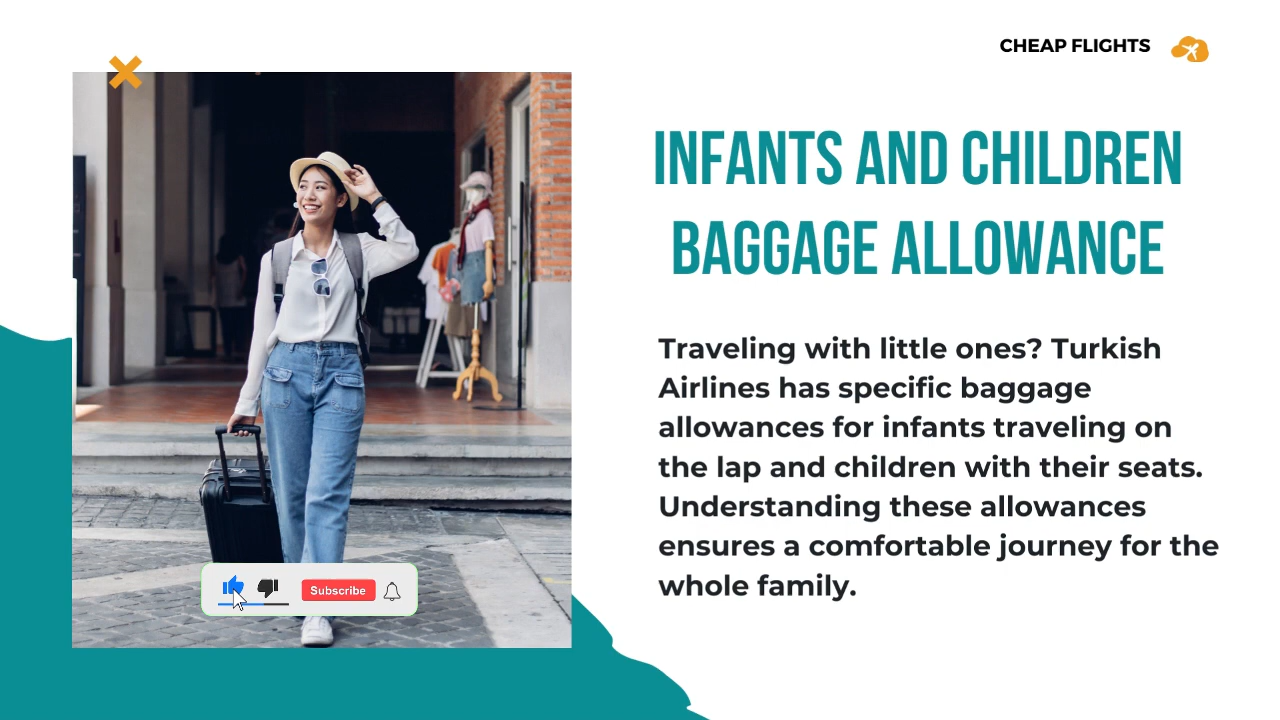 CHEAP FLIGHTS
INFANTS AND CHILDREN
BAGGAGE ALLOWANCE
Traveling with little ones? Turkish
Airlines has specific baggage
allowances for infants traveling on
the lap and children with their seats.
Understanding these allowances
ensures a comfortable journey for the
whole family.
Subscribe